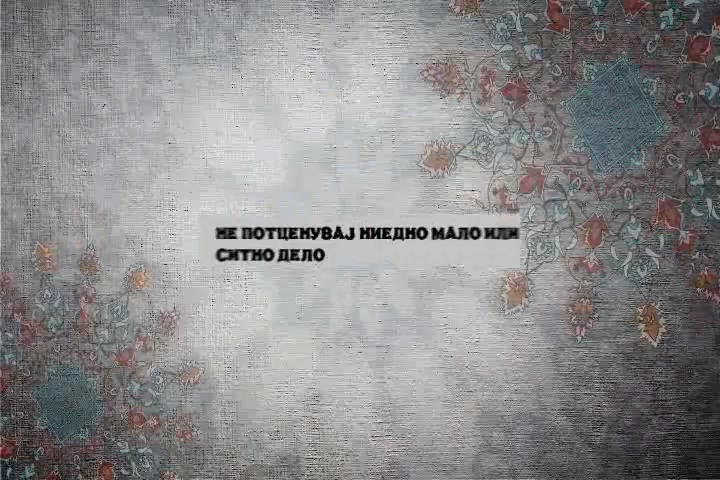 НЕ ПОТЦЕНУВАЈ НИЕДНО МАЛО ИЛИ
СИТНО ДЕЛО